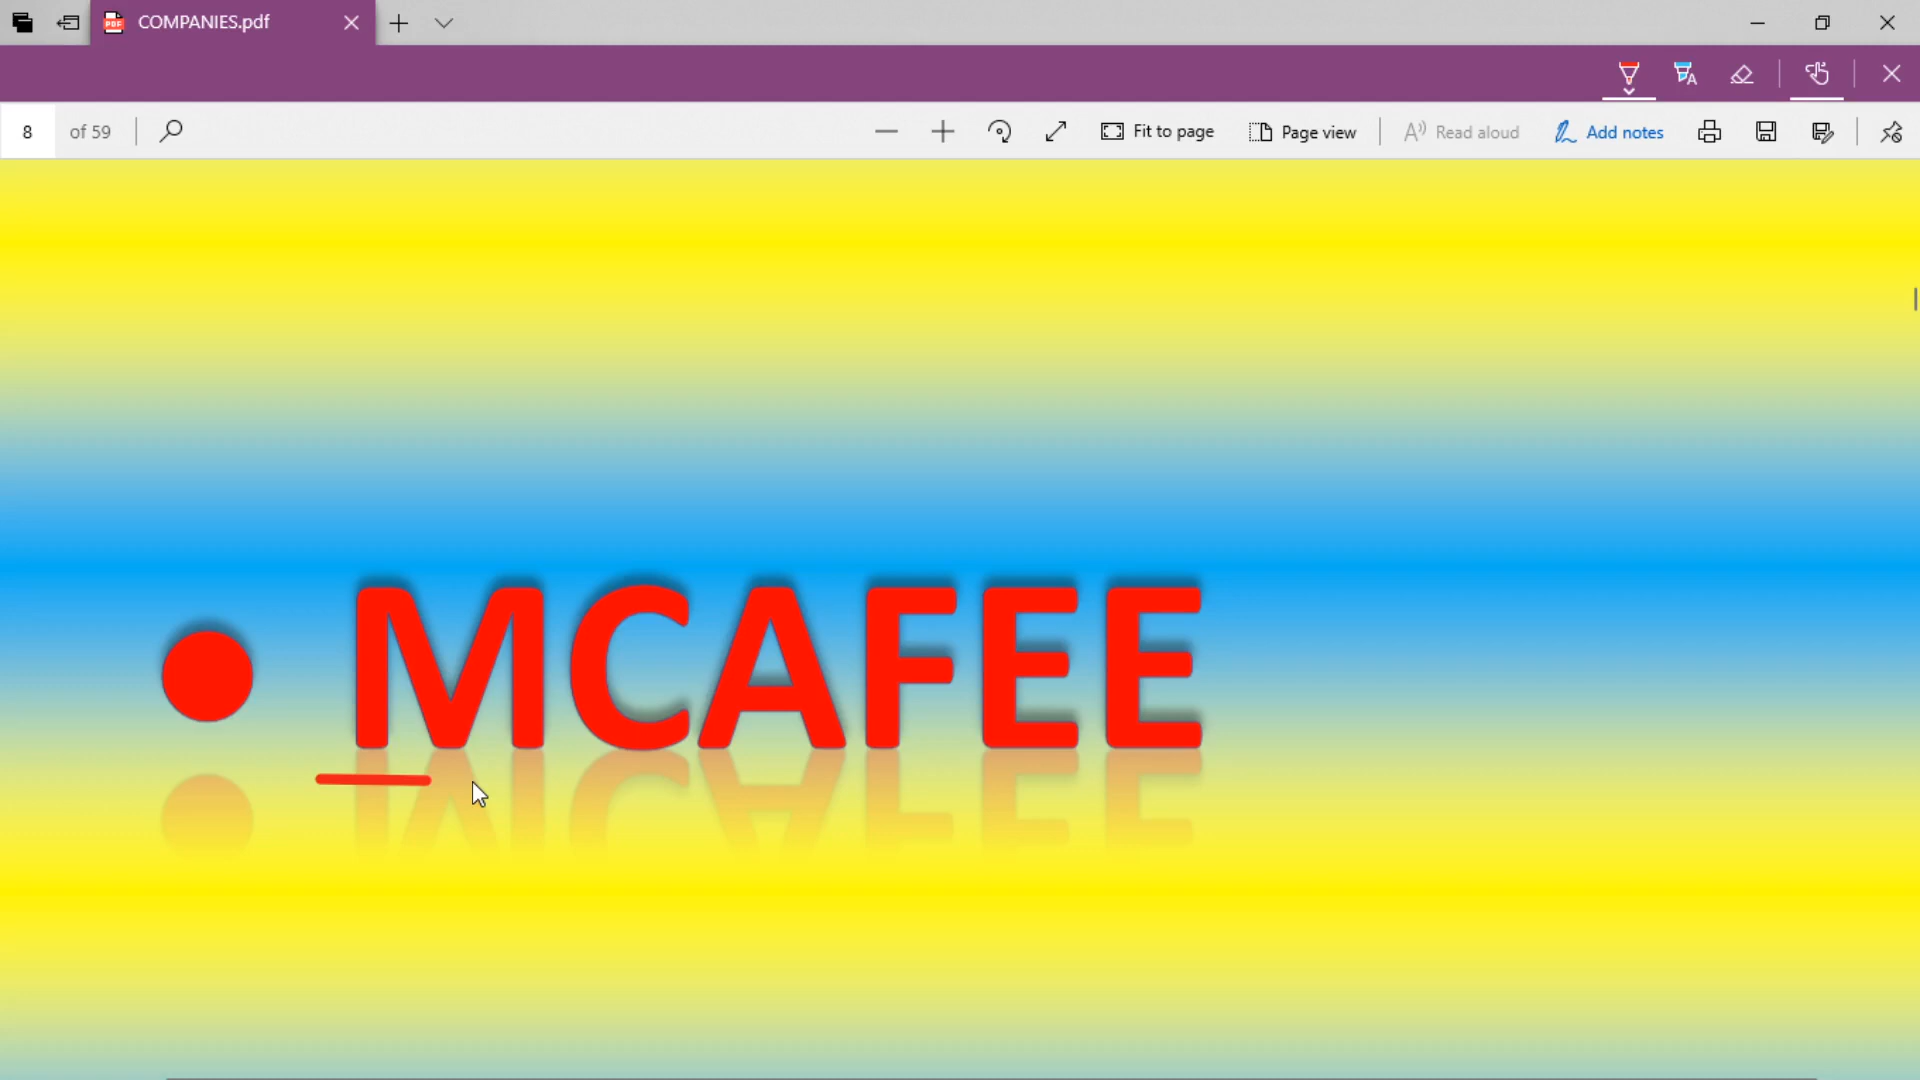 COMPANIES.pdf
8 of 59
Fit to page
Page view
Read aloud
Add notes
• MCAFEE